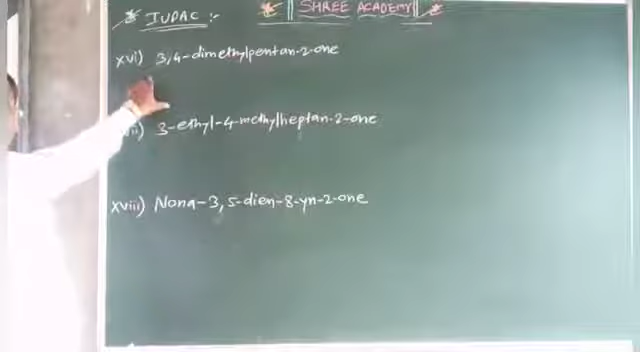 IUPAC :-
SHREE ACADEMY
xvi) 3,4-dimethylpentan-2-one
ii) 3-ethyl-4-methylheptan-2-one
xviii) Nona-3,5-dien-8-yn-2-one